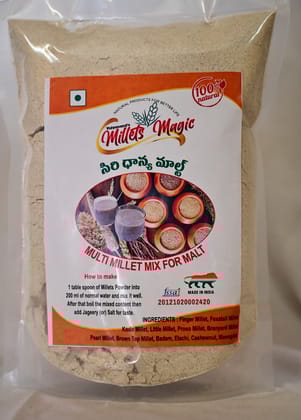 NATURAL PRODUCTS FOR BETTER LIFE
100%
natural
Millets Magic
సిరి ధాన్య మాల్ట్
MULTI MILLET MIX FOR MALT
How to make
1 table spoon of Millets Powder into
200 ml of normal water and mix it well.
After that boil the mixed content then
add Jagery (or) Salt for taste.
fssai
20121020002420
MADE IN INDIA
INGREDIENTS : Finger Millet, Foxatail Millet
Kodo Millet, Little Millet, Proso Millet, Branyard Millet
Pearl Millet, Brown Top Millet, Badam, Elachi, Cashewnut,